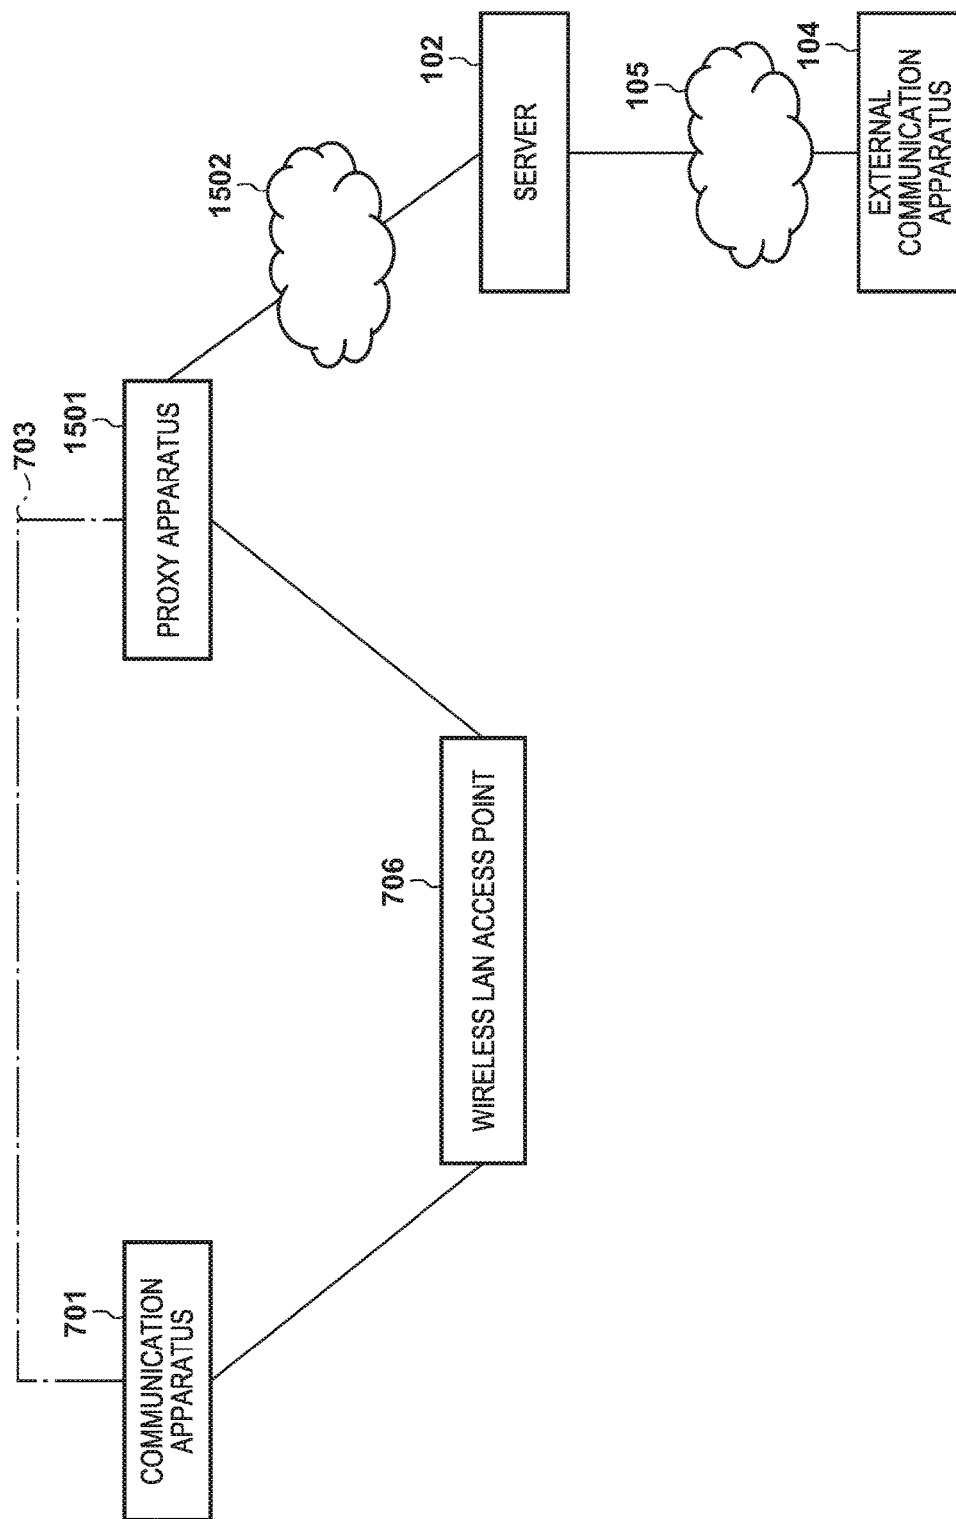 703
701
COMMUNICATION
APPARATUS
1501
PROXY APPARATUS
1502
706
WIRELESS LAN ACCESS POINT
102
SERVER
105
104
EXTERNAL
COMMUNICATION
APPARATUS